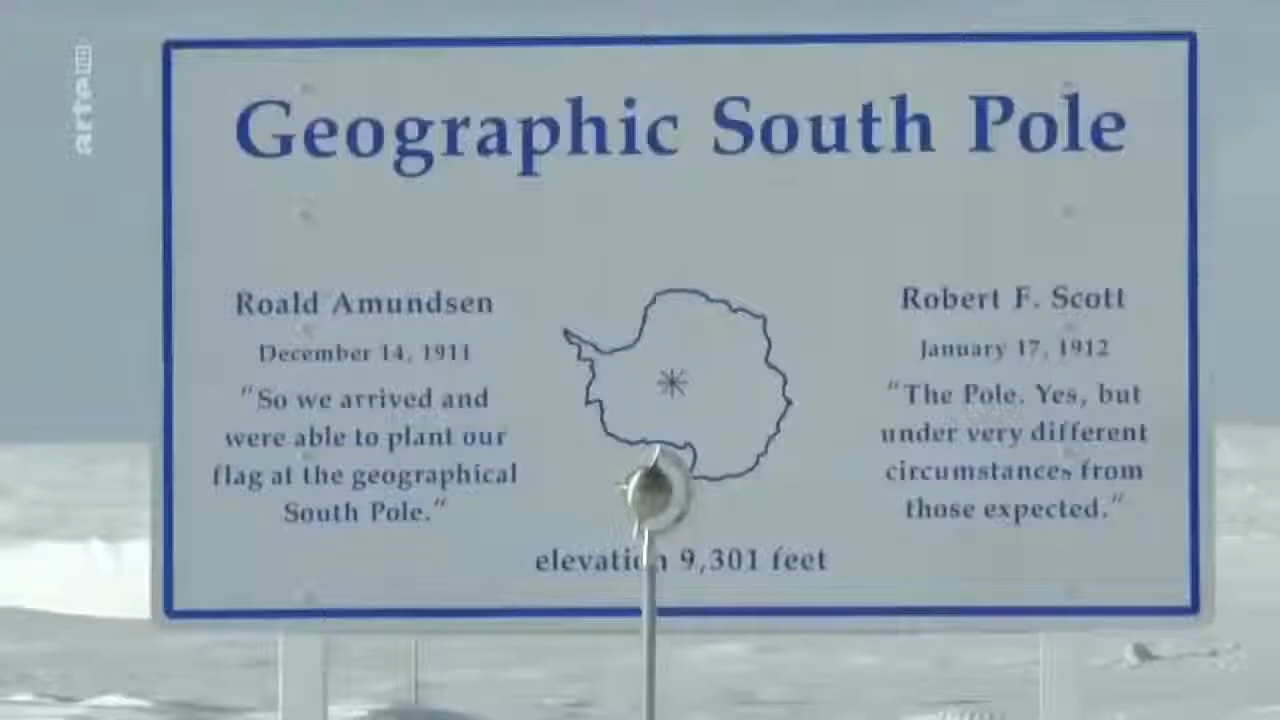 arte HD
Geographic South Pole
Roald Amundsen
December 14, 1911
“So we arrived and
were able to plant our
flag at the geographical
South Pole.”
Robert F. Scott
January 17, 1912
“The Pole. Yes, but
under very different
circumstances from
those expected.”
elevation 9,301 feet